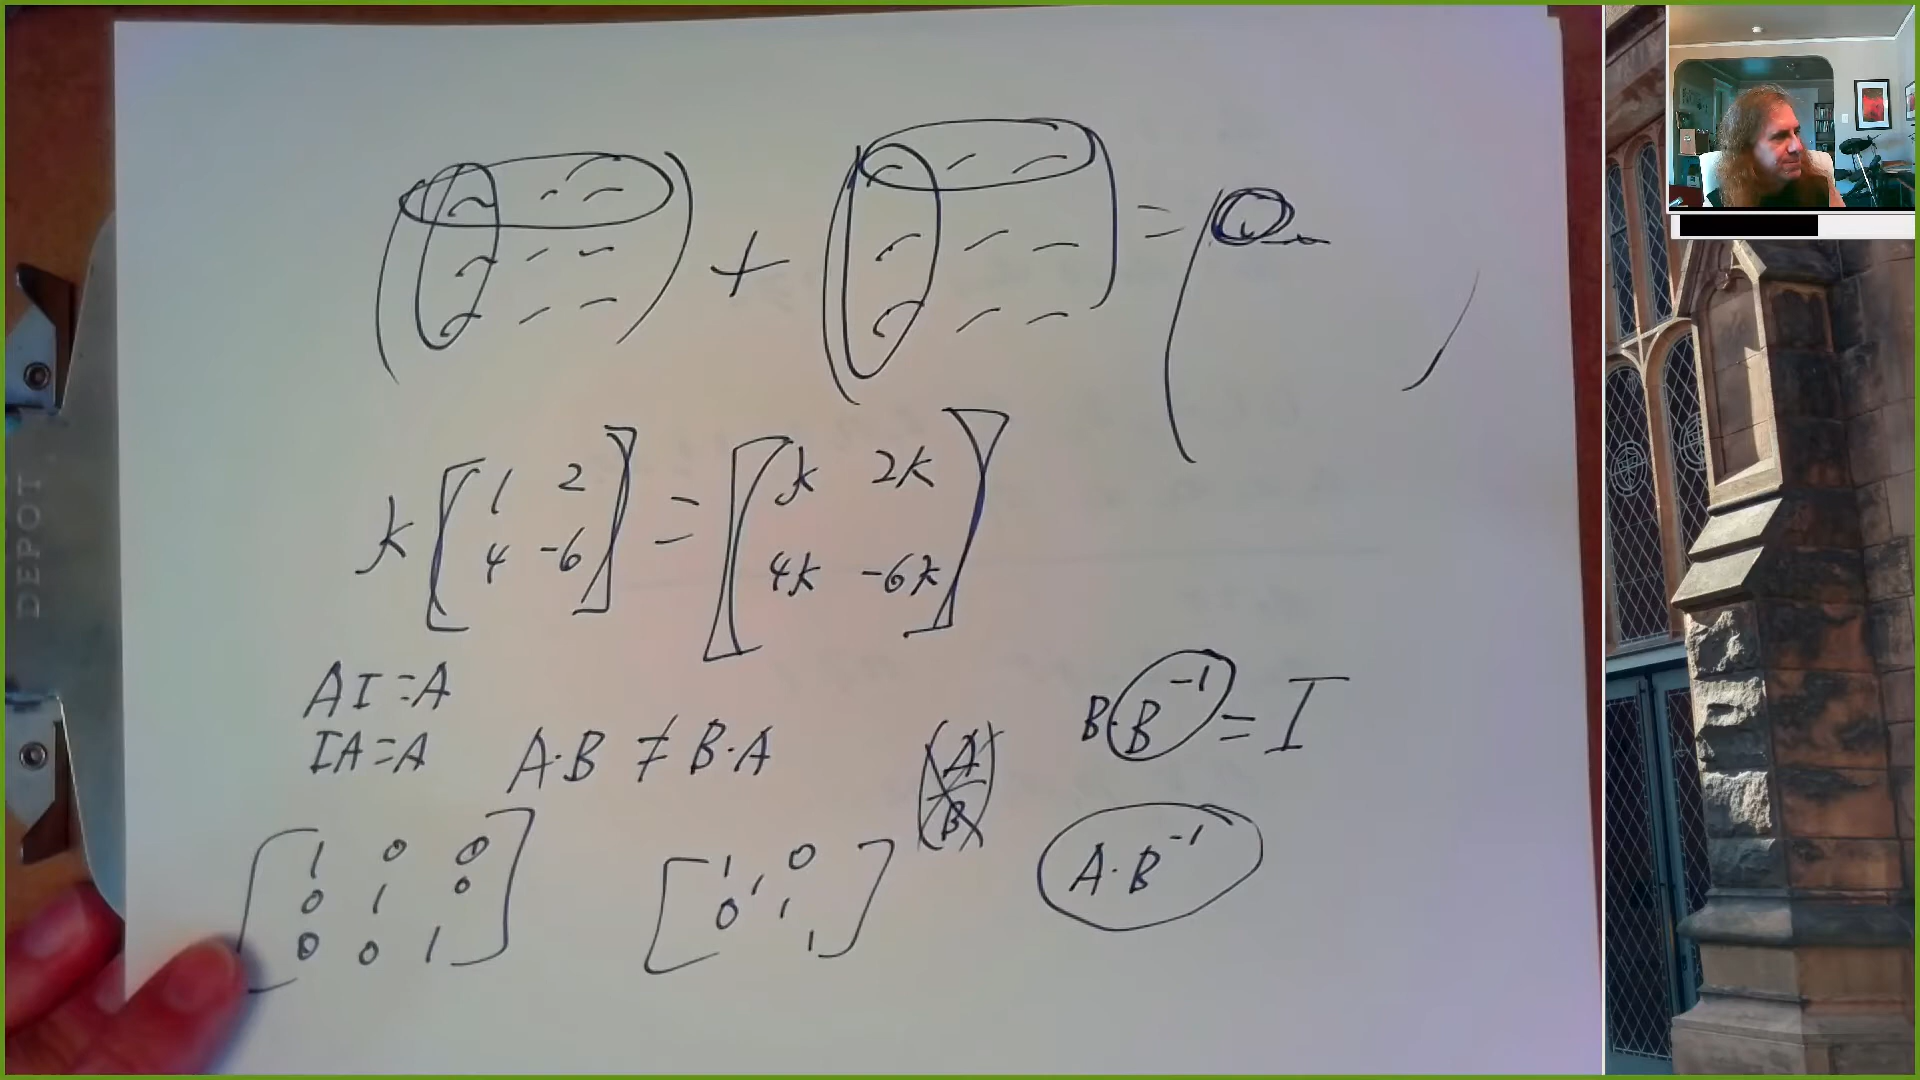 + =
k [ 1 2 ] = [ k 2k ]
[ 4 -6 ] [ 4k -6k ]
AI=A
IA=A
A·B ≠ B·A
A
B
B·B⁻¹ = I
A·B⁻¹
1 0 0
0 1 0
0 0 1
1 0
0 1
1
DEPOT